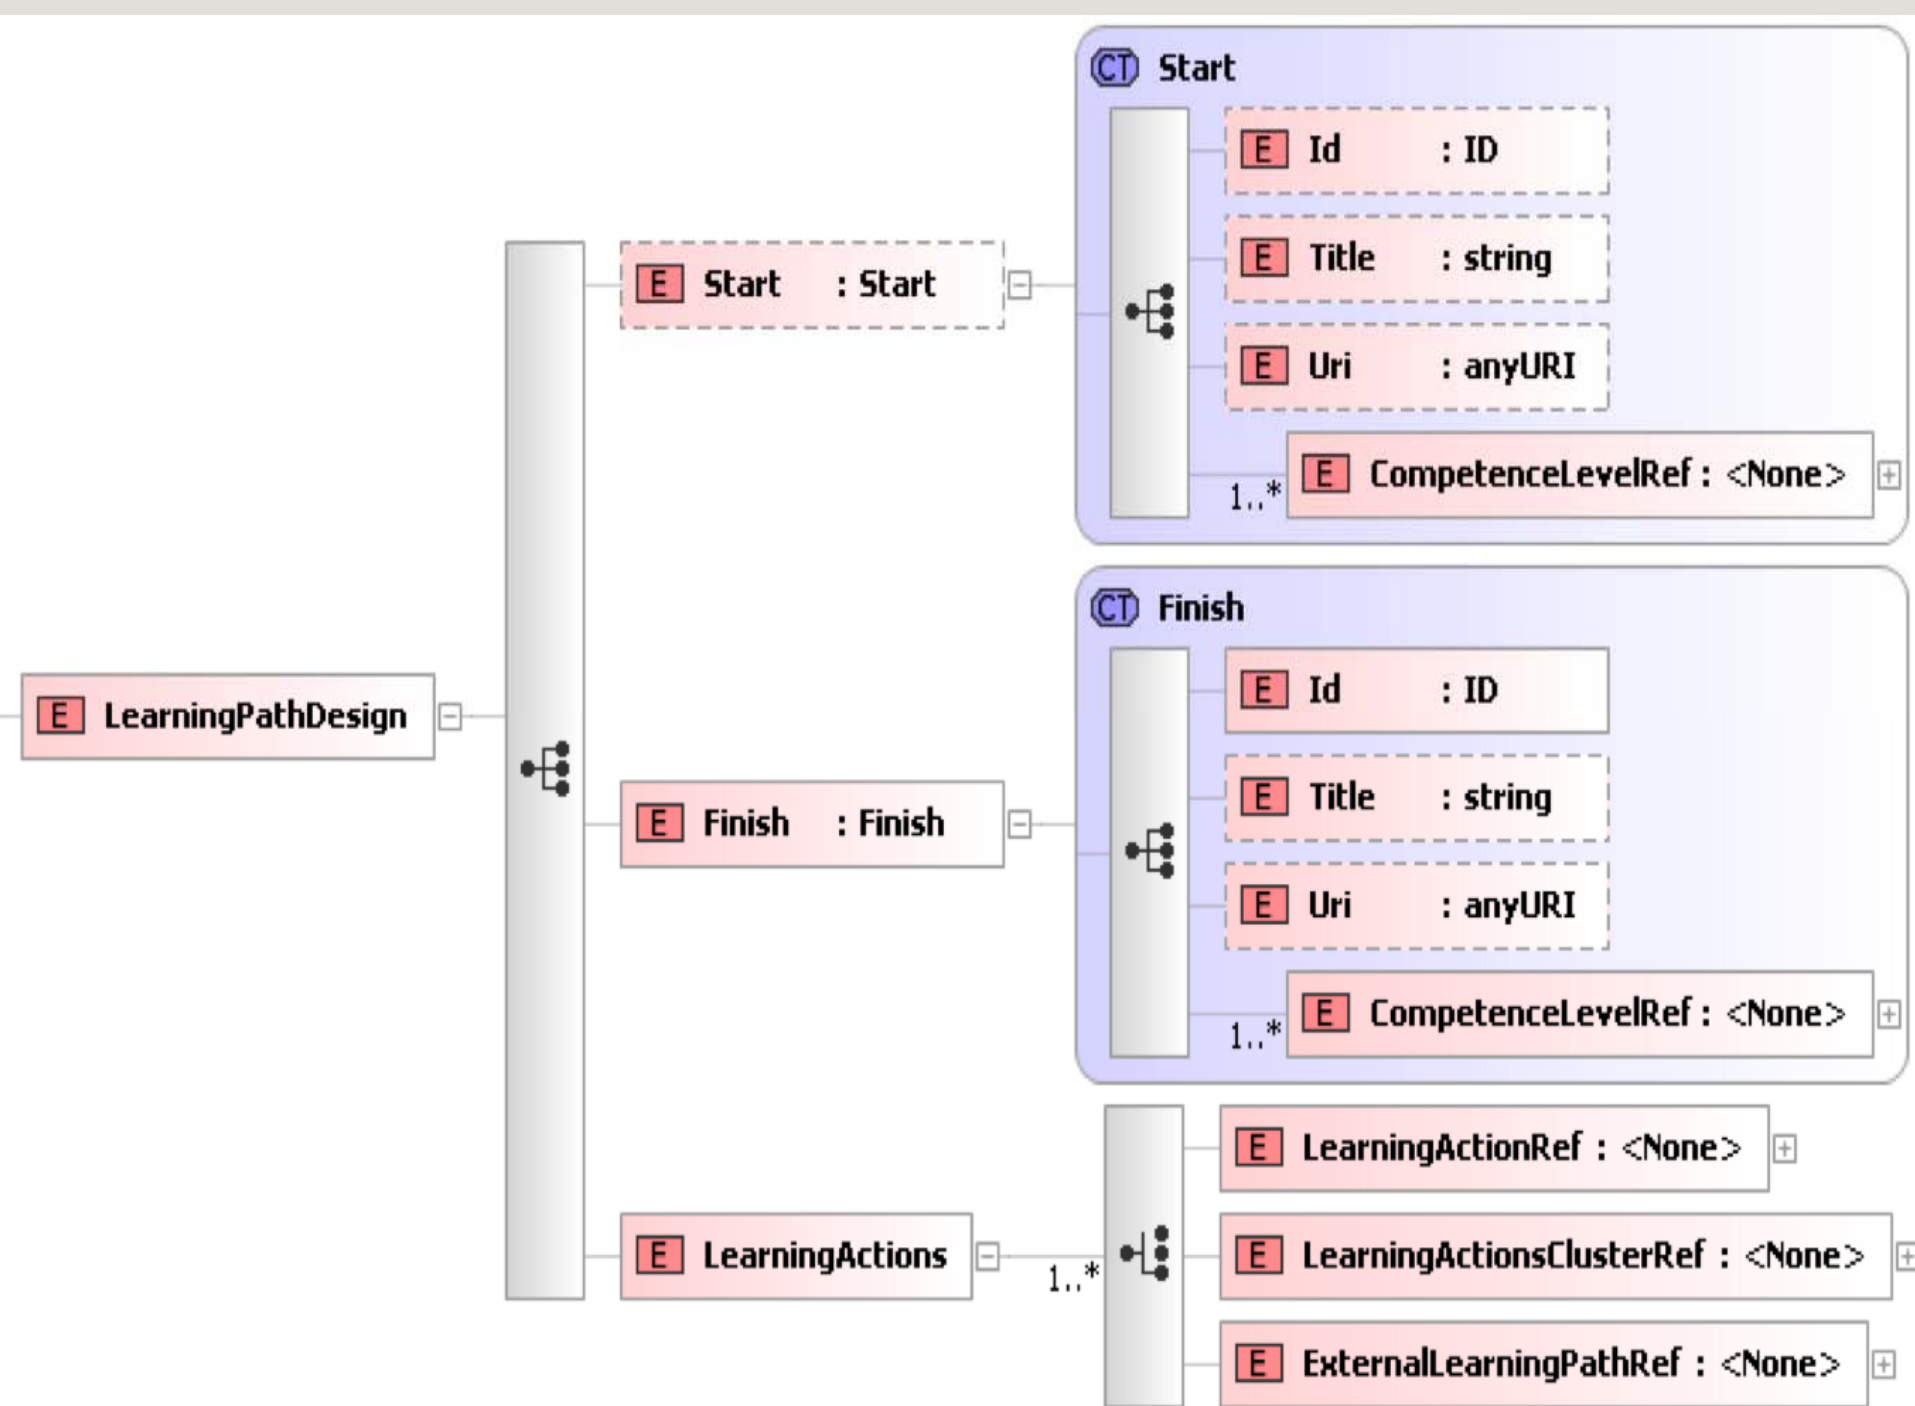 CT Start
E Id : ID
E Title : string
E Uri : anyURI
1..* E CompetenceLevelRef : <None>
E Start : Start
CT Finish
E Id : ID
E Title : string
E Uri : anyURI
1..* E CompetenceLevelRef : <None>
E LearningPathDesign
E Finish : Finish
E LearningActions
1..*
E LearningActionRef : <None>
E LearningActionsClusterRef : <None>
E ExternalLearningPathRef : <None>